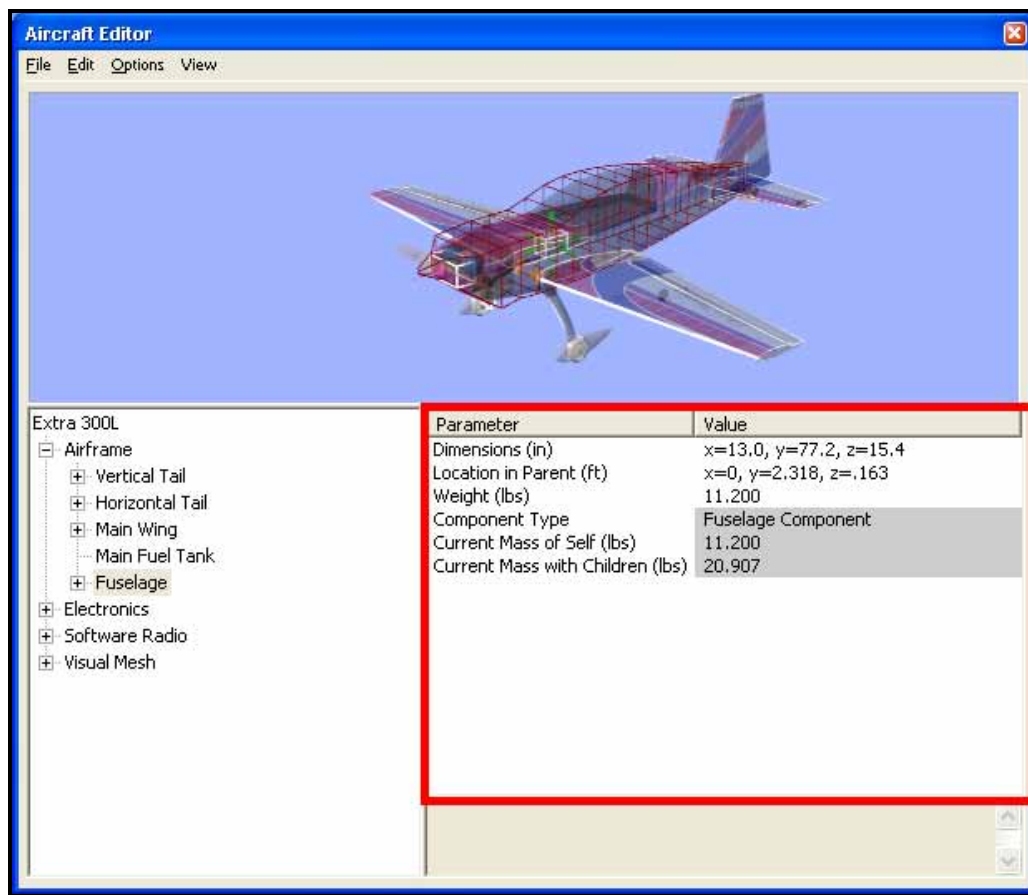 Aircraft Editor
File Edit Options View
Extra 300L
Airframe
Vertical Tail
Horizontal Tail
Main Wing
Main Fuel Tank
Fuselage
Electronics
Software Radio
Visual Mesh
Parameter Value
Dimensions (in) x=13.0, y=77.2, z=15.4
Location in Parent (ft) x=0, y=2.318, z=.163
Weight (lbs) 11.200
Component Type Fuselage Component
Current Mass of Self (lbs) 11.200
Current Mass with Children (lbs) 20.907